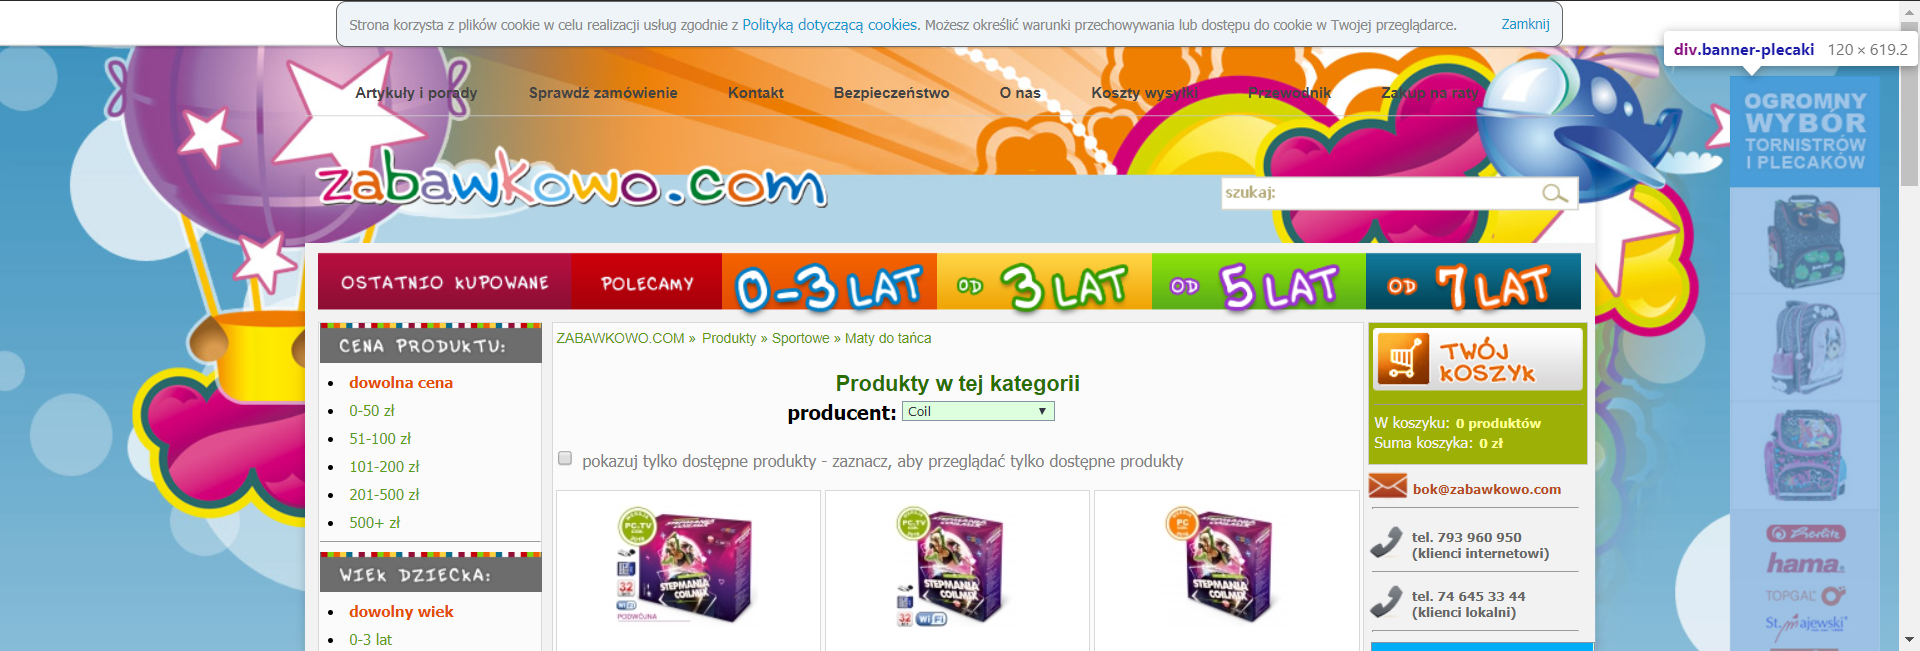 Strona korzysta z plików cookie w celu realizacji usług zgodnie z Polityką dotyczącą cookies. Możesz określić warunki przechowywania lub dostępu do cookie w Twojej przeglądarce. Zamknij
div.banner-plecaki 120 × 619.2
Artykuły i porady Sprawdź zamówienie Kontakt Bezpieczeństwo O nas Koszty wysyłki Przewodnik Zakup na raty
OGROMNY
WYBÓR
TORNISTRÓW
I PLECAKÓW
zabawkowo.com
szukaj:
OSTATNIO KUPOWANE POLECAMY 0-3 LAT OD 3 LAT OD 5 LAT OD 7 LAT
CENA PRODUKTU:
dowolna cena
0-50 zł
51-100 zł
101-200 zł
201-500 zł
500+ zł
WIEK DZIECKA:
dowolny wiek
0-3 lat
ZABAWKOWO.COM » Produkty » Sportowe » Maty do tańca
Produkty w tej kategorii
producent: Coil
pokazuj tylko dostępne produkty - zaznacz, aby przeglądać tylko dostępne produkty
PC.TV
STEPMANIA
COILMIX
32
WiFi
PODWÓJNA
PC.TV
STEPMANIA
COILMIX
32 WiFi
PC
STEPMANIA
COILMIX
TWÓJ
KOSZYK
W koszyku: 0 produktów
Suma koszyka: 0 zł
bok@zabawkowo.com
tel. 793 960 950
(klienci internetowi)
tel. 74 645 33 44
(klienci lokalni)
Herlitz
hama
TOPGAL
St.Majewski